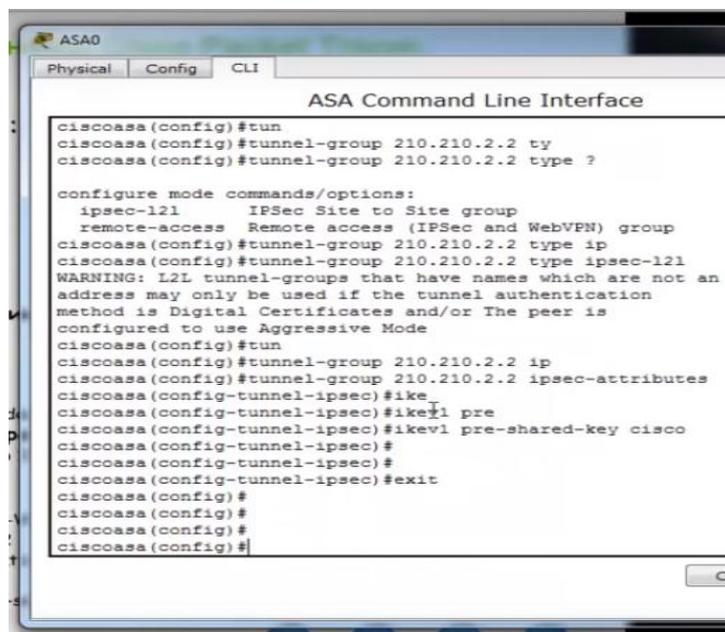 ASA0
Physical Config CLI
ASA Command Line Interface
ciscoasa(config)#tun
ciscoasa(config)#tunnel-group 210.210.2.2 ty
ciscoasa(config)#tunnel-group 210.210.2.2 type ?
configure mode commands/options:
ipsec-l2l IPSec Site to Site group
remote-access Remote access (IPSec and WebVPN) group
ciscoasa(config)#tunnel-group 210.210.2.2 type ip
ciscoasa(config)#tunnel-group 210.210.2.2 type ipsec-l2l
WARNING: L2L tunnel-groups that have names which are not an
address may only be used if the tunnel authentication
method is Digital Certificates and/or The peer is
configured to use Aggressive Mode
ciscoasa(config)#tun
ciscoasa(config)#tunnel-group 210.210.2.2 ip
ciscoasa(config)#tunnel-group 210.210.2.2 ipsec-attributes
ciscoasa(config-tunnel-ipsec)#ike
ciscoasa(config-tunnel-ipsec)#ikev1 pre
ciscoasa(config-tunnel-ipsec)#ikev1 pre-shared-key cisco
ciscoasa(config-tunnel-ipsec)#
ciscoasa(config-tunnel-ipsec)#
ciscoasa(config-tunnel-ipsec)#exit
ciscoasa(config)#
ciscoasa(config)#
ciscoasa(config)#
ciscoasa(config)#